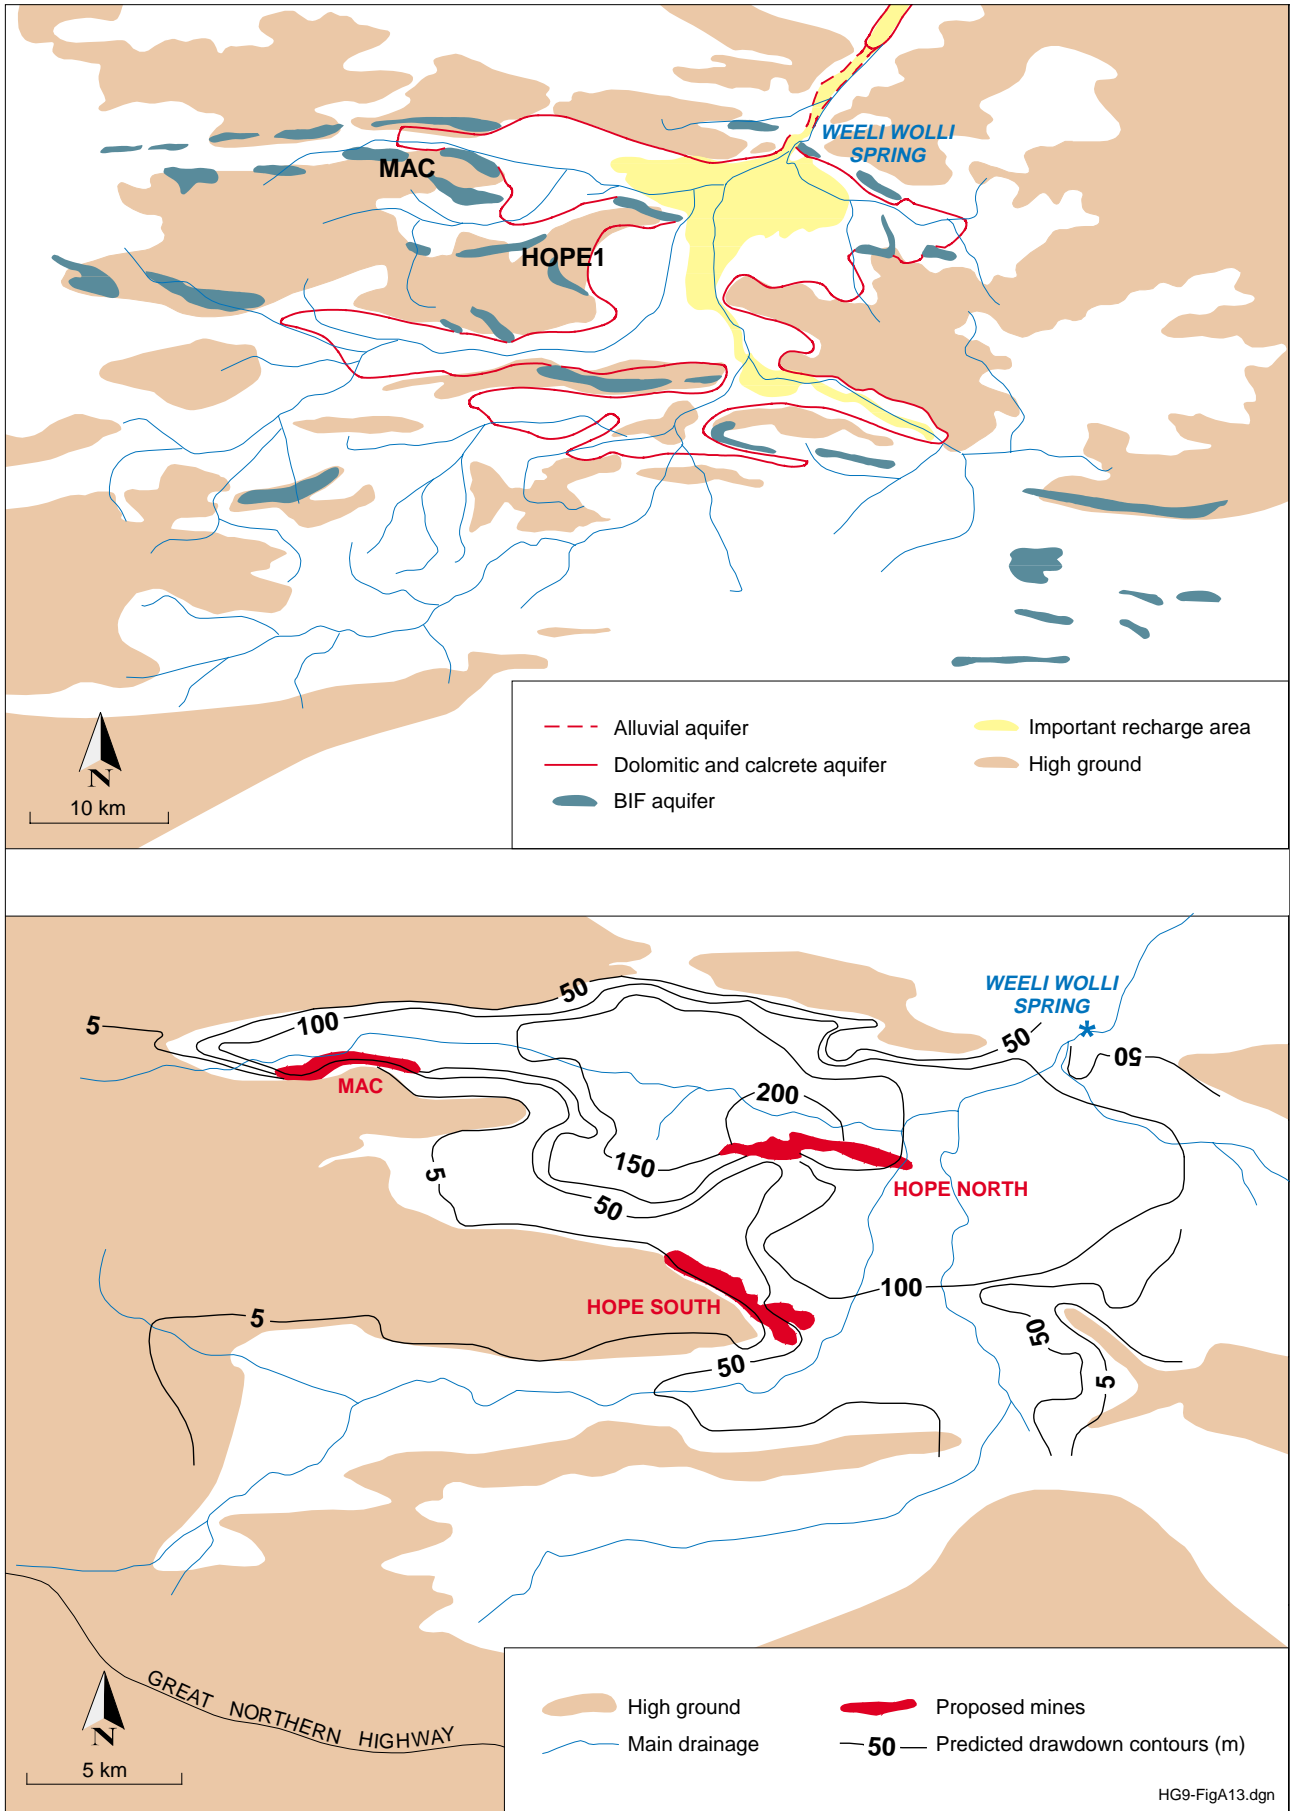 WEELI WOLLI
SPRING
MAC
HOPE1
N
10 km
Alluvial aquifer
Dolomitic and calcrete aquifer
BIF aquifer
Important recharge area
High ground
WEELI WOLLI
SPRING
50
5
100
50
50
MAC
200
5
150
50
HOPE NORTH
HOPE SOUTH
100
5
50
50
5
GREAT NORTHERN HIGHWAY
N
5 km
High ground
Main drainage
Proposed mines
50
Predicted drawdown contours (m)
HG9-FigA13.dgn